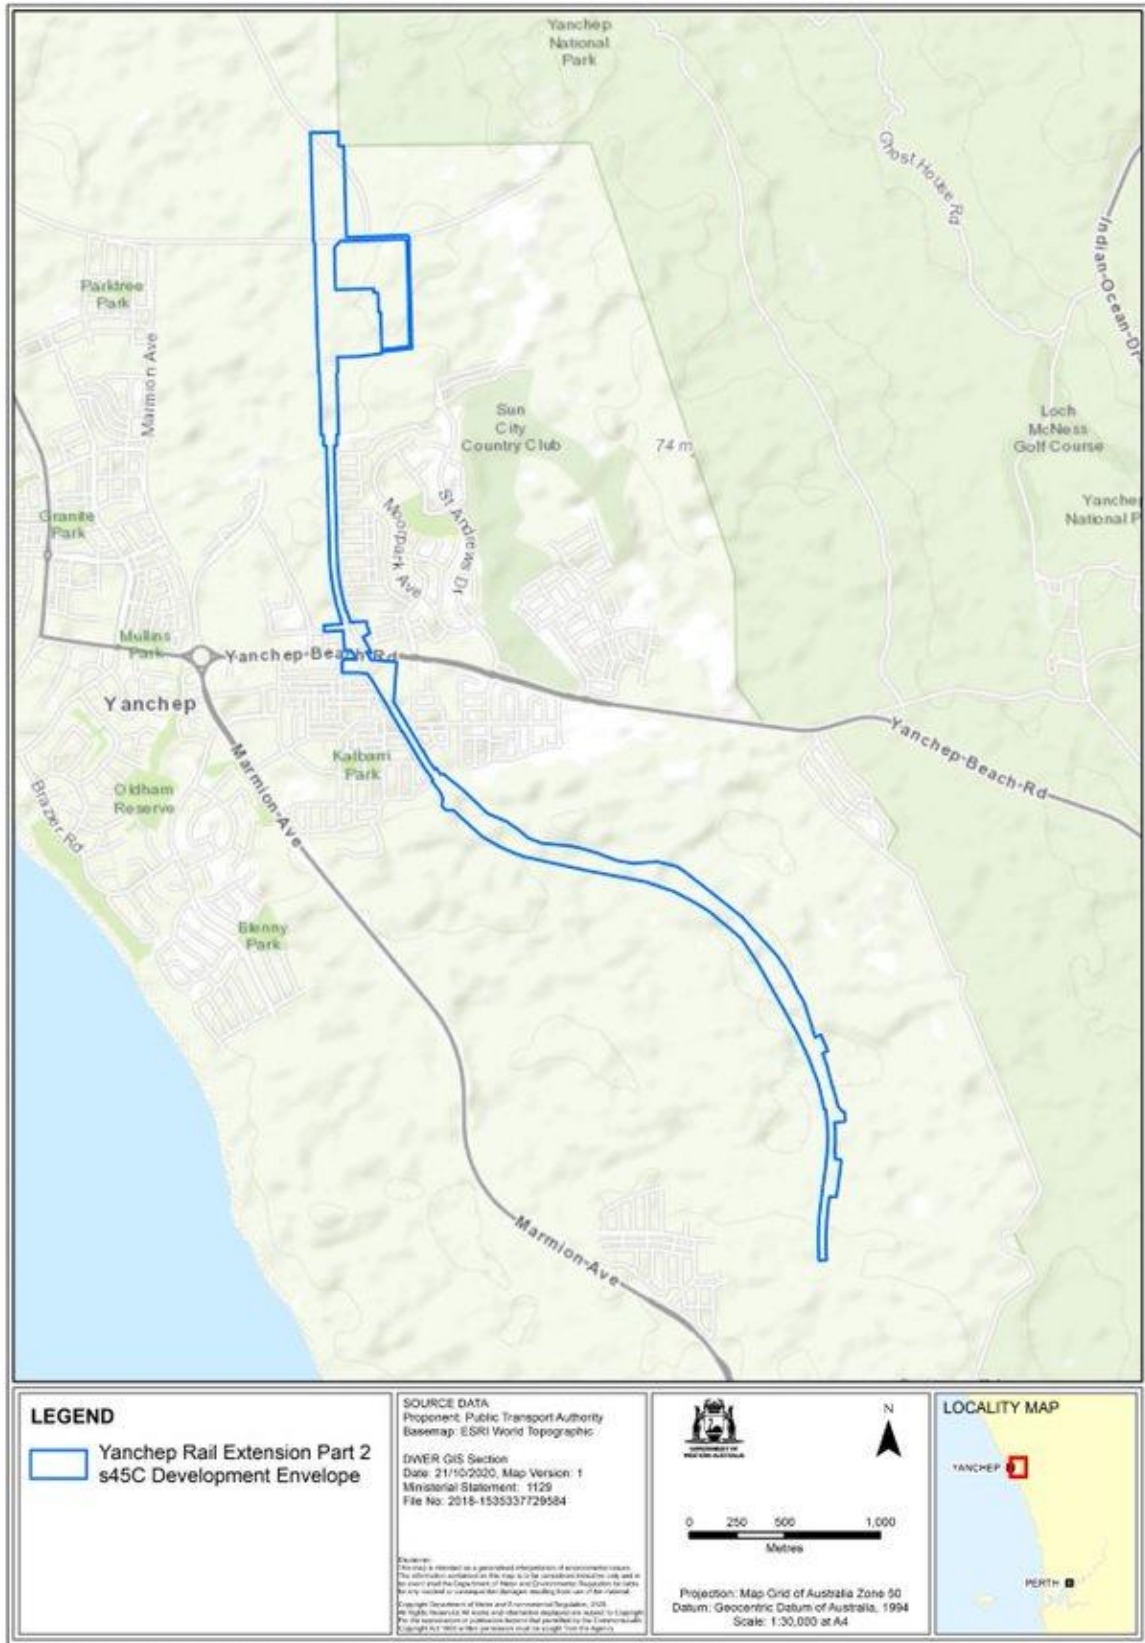 Yanchep
National
Park
Ghost House Rd
Indian-Ocean-Dr
Parktree
Park
Marmion Ave
Sun
City
Country Club
74 m
Loch
McNess
Golf Course
Yanchep
National P
Granite
Park
Moorpark Ave
St Andrews Dr
Mullins
Park
Yanchep-Beach-Rd
Yanchep
Kalbarri
Park
Yanchep-Beach-Rd
Marmion-Ave
Oldham
Reserve
Brazier Rd
Blenny
Park
Marmion-Ave
LEGEND
Yanchep Rail Extension Part 2
s45C Development Envelope
SOURCE DATA
Proponent: Public Transport Authority
Basemap: ESRI World Topographic
DWER GIS Section
Date: 21/10/2020, Map Version: 1
Ministerial Statement: 1129
File No: 2018-1535337729584
Disclaimer:
GOVERNMENT OF
WESTERN AUSTRALIA
N
0 250 500 1,000
Metres
Projection: Map Grid of Australia Zone 50
Datum: Geocentric Datum of Australia, 1994
Scale: 1:30,000 at A4
LOCALITY MAP
YANCHEP
PERTH